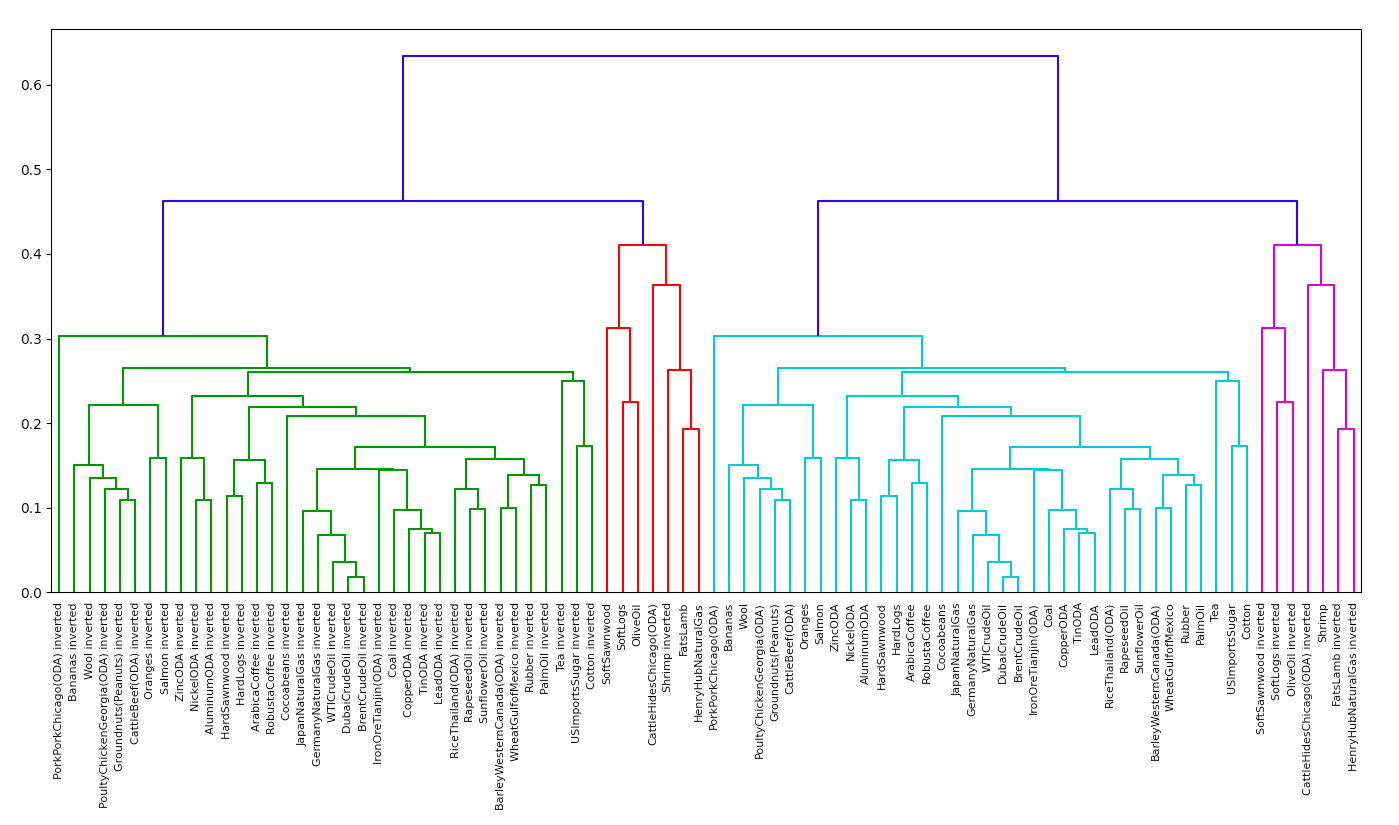 0.6
0.5
0.4
0.3
0.2
0.1
0.0
PorkPorkChicago(ODA) inverted
Bananas inverted
Wool inverted
PoultyChickenGeorgia(ODA) inverted
Groundnuts(Peanuts) inverted
CattleBeef(ODA) inverted
Oranges inverted
Salmon inverted
ZincODA inverted
NickelODA inverted
AluminumODA inverted
HardSawnwood inverted
HardLogs inverted
ArabicaCoffee inverted
RobustaCoffee inverted
Cocoabeans inverted
JapanNaturalGas inverted
GermanyNaturalGas inverted
WTICrudeOil inverted
DubaiCrudeOil inverted
BrentCrudeOil inverted
IronOreTianjin(ODA) inverted
Coal inverted
CopperODA inverted
TinODA inverted
LeadODA inverted
RiceThailand(ODA) inverted
RapeseedOil inverted
SunflowerOil inverted
BarleyWesternCanada(ODA) inverted
WheatGulfofMexico inverted
Rubber inverted
PalmOil inverted
Tea inverted
USImportsSugar inverted
Cotton inverted
SoftSawnwood
SoftLogs
OliveOil
CattleHidesChicago(ODA)
Shrimp inverted
FatsLamb
HenryHubNaturalGas
PorkPorkChicago(ODA)
Bananas
Wool
PoultyChickenGeorgia(ODA)
Groundnuts(Peanuts)
CattleBeef(ODA)
Oranges
Salmon
ZincODA
NickelODA
AluminumODA
HardSawnwood
HardLogs
ArabicaCoffee
RobustaCoffee
Cocoabeans
JapanNaturalGas
GermanyNaturalGas
WTICrudeOil
DubaiCrudeOil
BrentCrudeOil
IronOreTianjin(ODA)
Coal
CopperODA
TinODA
LeadODA
RiceThailand(ODA)
RapeseedOil
SunflowerOil
BarleyWesternCanada(ODA)
WheatGulfofMexico
Rubber
PalmOil
Tea
USImportsSugar
Cotton
SoftSawnwood inverted
SoftLogs inverted
OliveOil inverted
CattleHidesChicago(ODA) inverted
Shrimp
FatsLamb inverted
HenryHubNaturalGas inverted